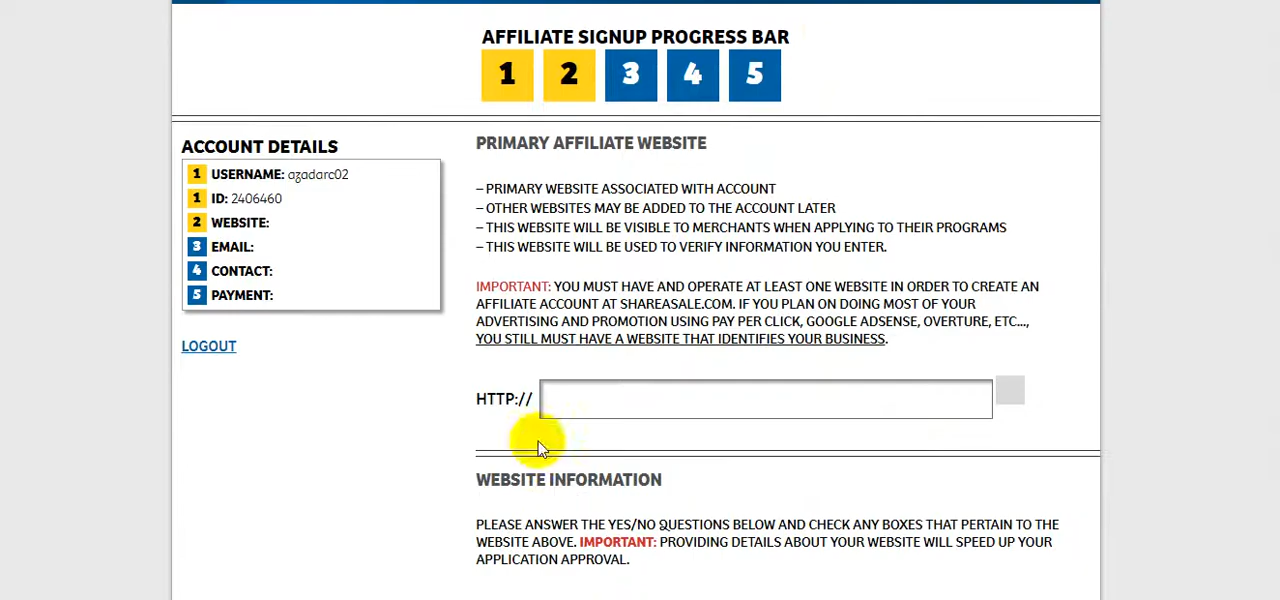 AFFILIATE SIGNUP PROGRESS BAR
1 2 3 4 5
ACCOUNT DETAILS
1 USERNAME: azadarc02
1 ID: 2406460
2 WEBSITE:
3 EMAIL:
4 CONTACT:
5 PAYMENT:
LOGOUT
PRIMARY AFFILIATE WEBSITE
– PRIMARY WEBSITE ASSOCIATED WITH ACCOUNT
– OTHER WEBSITES MAY BE ADDED TO THE ACCOUNT LATER
– THIS WEBSITE WILL BE VISIBLE TO MERCHANTS WHEN APPLYING TO THEIR PROGRAMS
– THIS WEBSITE WILL BE USED TO VERIFY INFORMATION YOU ENTER.
IMPORTANT: YOU MUST HAVE AND OPERATE AT LEAST ONE WEBSITE IN ORDER TO CREATE AN
AFFILIATE ACCOUNT AT SHAREASALE.COM. IF YOU PLAN ON DOING MOST OF YOUR
ADVERTISING AND PROMOTION USING PAY PER CLICK, GOOGLE ADSENSE, OVERTURE, ETC...,
YOU STILL MUST HAVE A WEBSITE THAT IDENTIFIES YOUR BUSINESS.
HTTP://
WEBSITE INFORMATION
PLEASE ANSWER THE YES/NO QUESTIONS BELOW AND CHECK ANY BOXES THAT PERTAIN TO THE
WEBSITE ABOVE. IMPORTANT: PROVIDING DETAILS ABOUT YOUR WEBSITE WILL SPEED UP YOUR
APPLICATION APPROVAL.